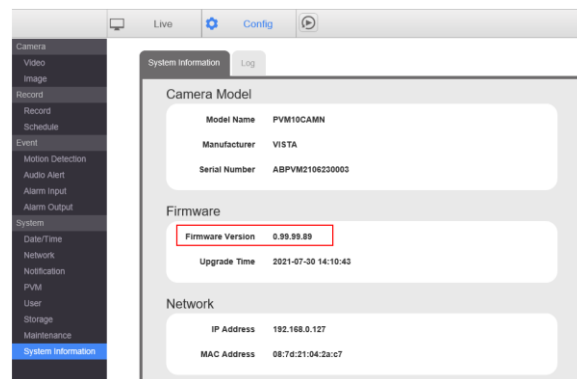 Live Config
Camera
Video
Image
Record
Record
Schedule
Event
Motion Detection
Audio Alert
Alarm Input
Alarm Output
System
Date/Time
Network
Notification
PVM
User
Storage
Maintenance
System Information
System Information Log
Camera Model
Model Name PVM10CAMN
Manufacturer VISTA
Serial Number ABPVM2106230003
Firmware
Firmware Version 0.99.99.89
Upgrade Time 2021-07-30 14:10:43
Network
IP Address 192.168.0.127
MAC Address 08:7d:21:04:2a:c7